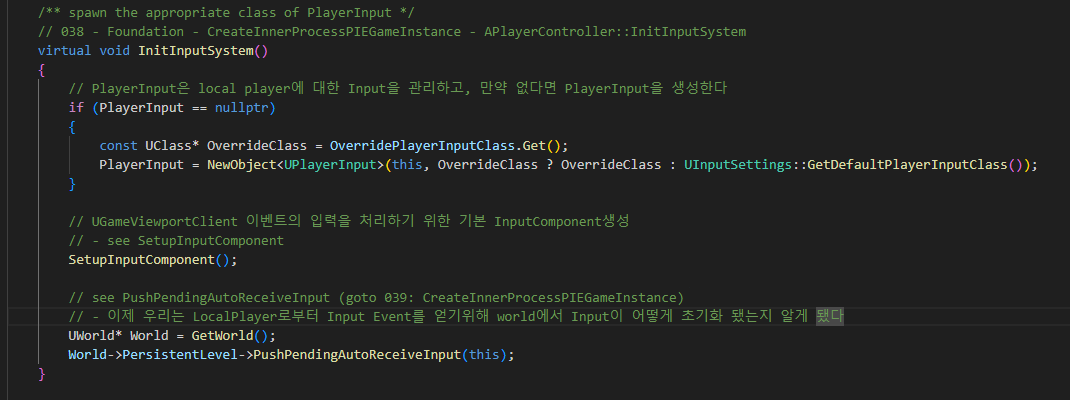 /** spawn the appropriate class of PlayerInput */
// 038 - Foundation - CreateInnerProcessPIEGameInstance - APlayerController::InitInputSystem
virtual void InitInputSystem()
{
// PlayerInput은 local player에 대한 Input을 관리하고, 만약 없다면 PlayerInput을 생성한다
if (PlayerInput == nullptr)
{
const UClass* OverrideClass = OverridePlayerInputClass.Get();
PlayerInput = NewObject<UPlayerInput>(this, OverrideClass ? OverrideClass : UInputSettings::GetDefaultPlayerInputClass());
}
// UGameViewportClient 이벤트의 입력을 처리하기 위한 기본 InputComponent생성
// - see SetupInputComponent
SetupInputComponent();
// see PushPendingAutoReceiveInput (goto 039: CreateInnerProcessPIEGameInstance)
// - 이제 우리는 LocalPlayer로부터 Input Event를 얻기위해 world에서 Input이 어떻게 초기화 됐는지 알게 됐다
UWorld* World = GetWorld();
World->PersistentLevel->PushPendingAutoReceiveInput(this);
}